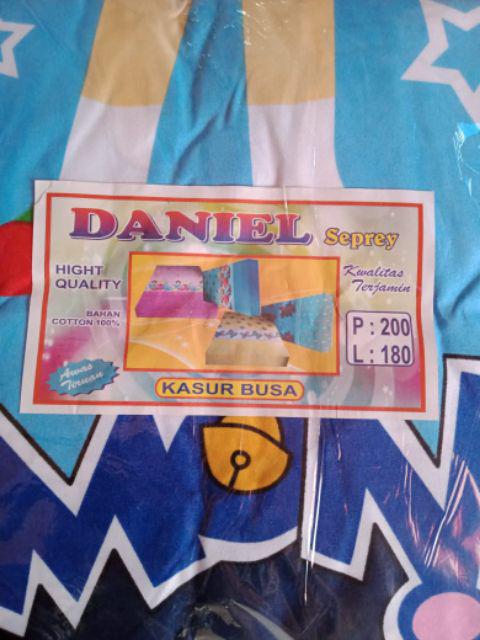 DANIEL Seprey
HIGHT
QUALITY
Kwalitas
Terjamin
BAHAN
COTTON 100%
P : 200
L : 180
Awas
Tiruan
KASUR BUSA